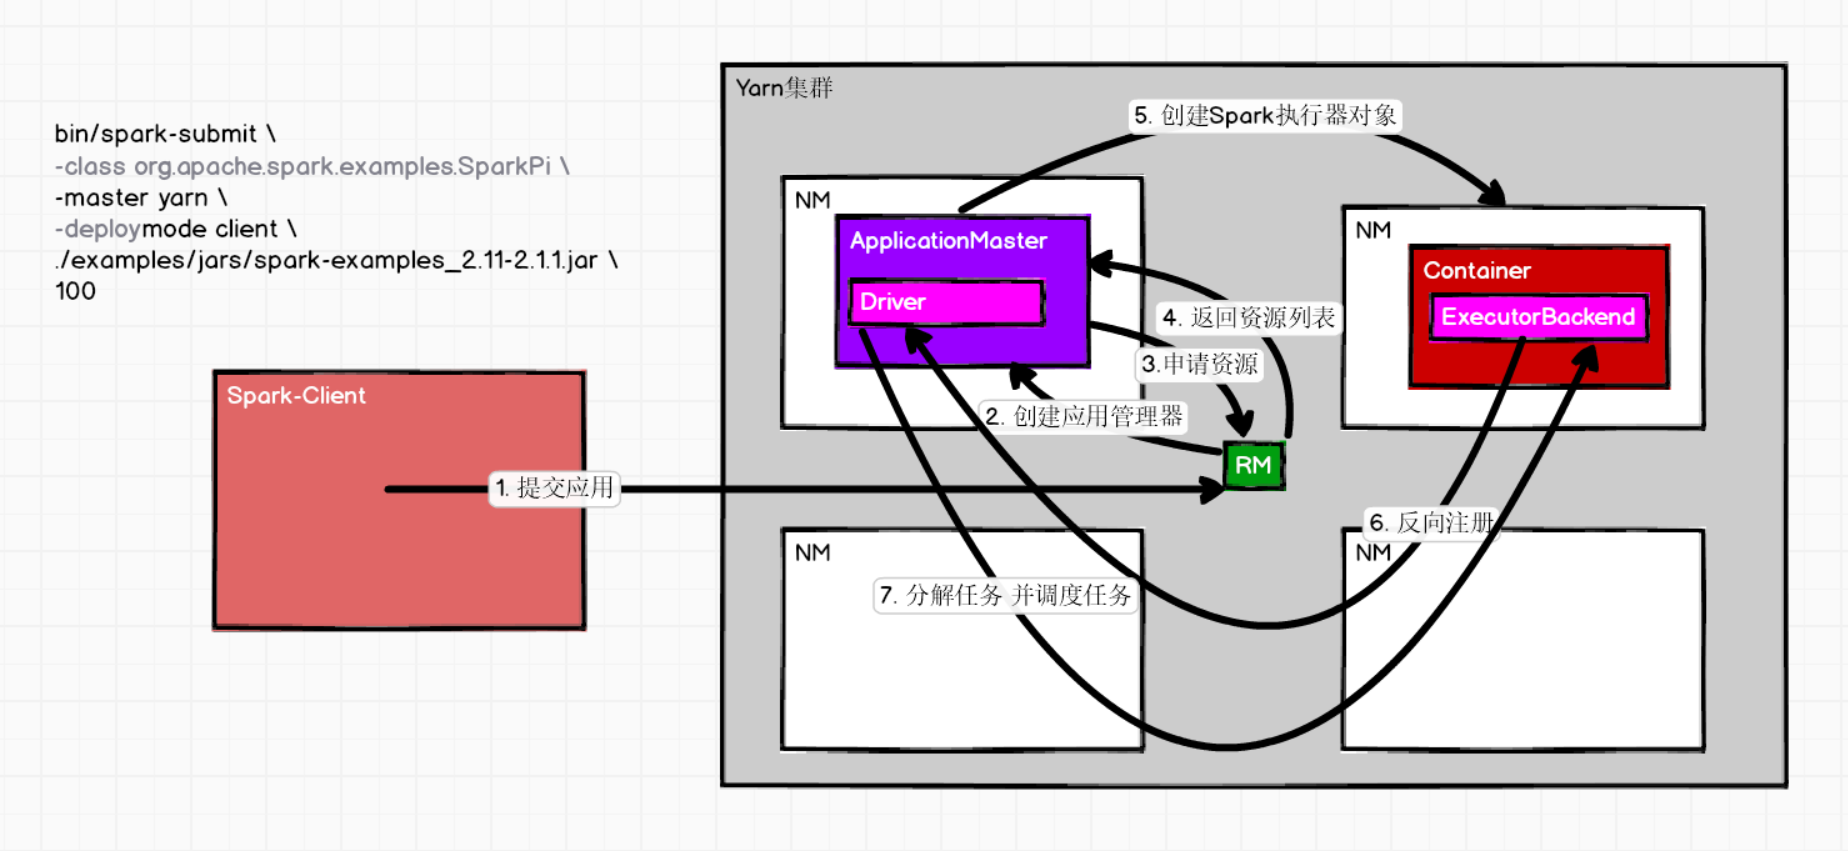 bin/spark-submit \
-class org.apache.spark.examples.SparkPi \
-master yarn \
-deploymode client \
./examples/jars/spark-examples_2.11-2.1.1.jar \
100
Spark-Client
1. 提交应用
Yarn集群
5. 创建Spark执行器对象
NM
ApplicationMaster
Driver
4. 返回资源列表
3.申请资源
2. 创建应用管理器
RM
NM
Container
ExecutorBackend
6. 反向注册
NM
7. 分解任务 并调度任务
NM